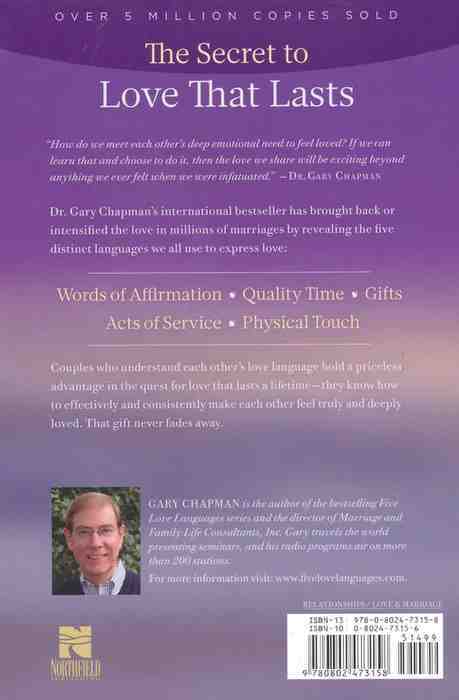 OVER 5 MILLION COPIES SOLD
The Secret to
Love That Lasts
"How do we meet each other's deep emotional need to feel loved? If we can
learn that and choose to do it, then the love we share will be exciting beyond
anything we ever felt when we were infatuated." —DR. GARY CHAPMAN
Dr. Gary Chapman's international bestseller has brought back or
intensified the love in millions of marriages by revealing the five
distinct languages we all use to express love:
Words of Affirmation • Quality Time • Gifts
Acts of Service • Physical Touch
Couples who understand each other's love language hold a priceless
advantage in the quest for love that lasts a lifetime—they know how
to effectively and consistently make each other feel truly and deeply
loved. That gift never fades away.
GARY CHAPMAN is the author of the bestselling Five
Love Languages series and the director of Marriage and
Family Life Consultants, Inc. Gary travels the world
presenting seminars, and his radio programs air on more
than 200 stations.
For more information visit: www.fivelovelanguages.com.
RELATIONSHIPS / LOVE & MARRIAGE
ISBN-13 978-0-8024-7315-8
ISBN-10 0-8024-7315-6
51499
9 780802 473158
NORTHFIELD